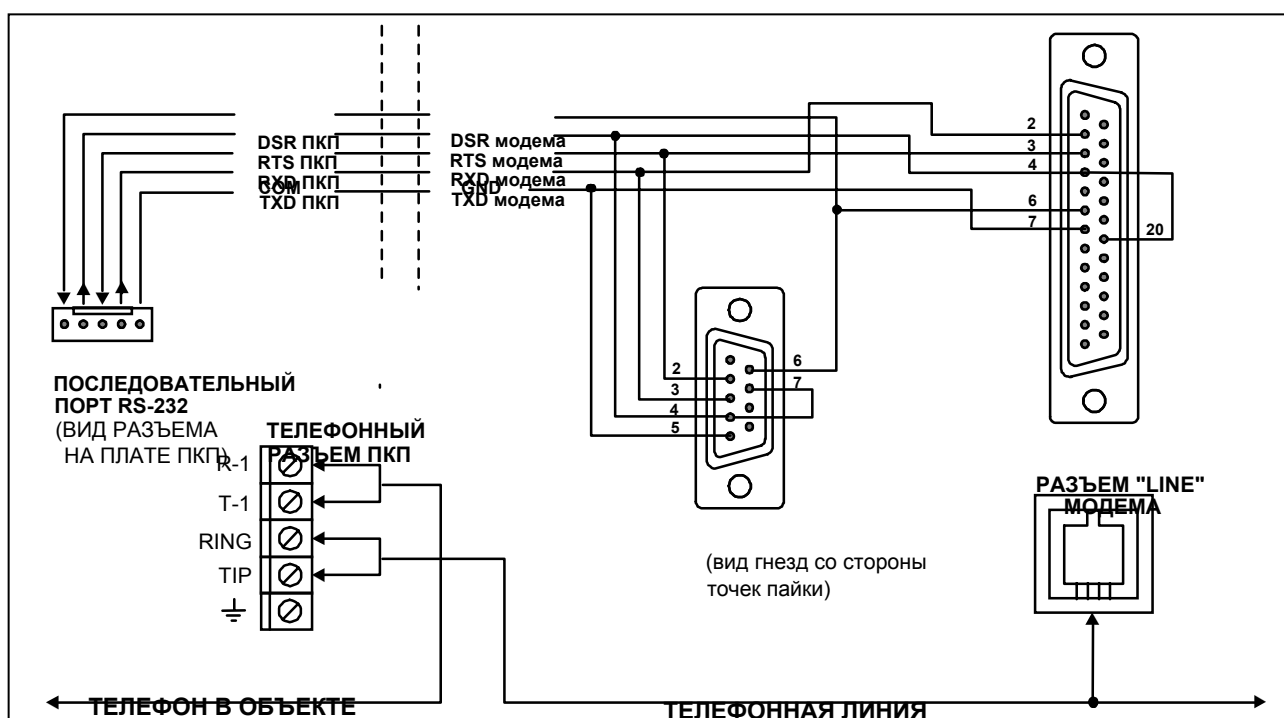 DSR ПКП
RTS ПКП
RXD ПКП
COM
TXD ПКП
DSR модема
RTS модема
RXD модема
GND
TXD модема
2
3
4
6
7
20
2
3
4
5
6
7
ПОСЛЕДОВАТЕЛЬНЫЙ
ПОРТ RS-232
(ВИД РАЗЪЕМА
НА ПЛАТЕ ПКП)
ТЕЛЕФОННЫЙ
РАЗЪЕМ ПКП
R-1
T-1
RING
TIP
(вид гнезд со стороны
точек пайки)
РАЗЪЕМ "LINE"
МОДЕМА
ТЕЛЕФОН В ОБЪЕКТЕ
ТЕЛЕФОННАЯ ЛИНИЯ